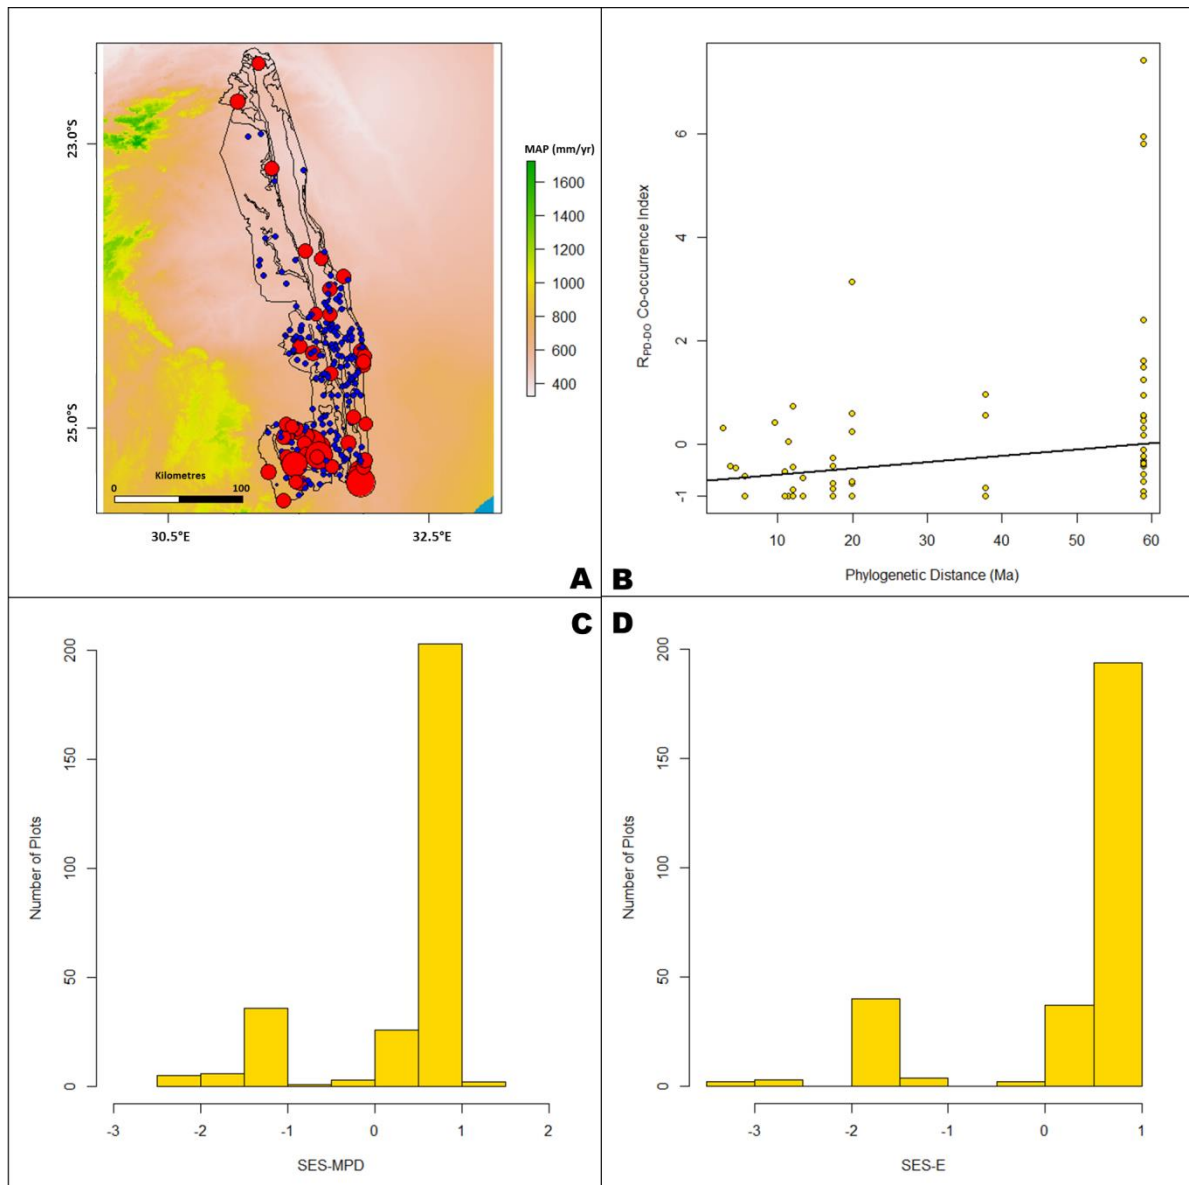 23.0°S
25.0°S
30.5°E
32.5°E
Kilometres
0
100
MAP (mm/yr)
1600
1400
1200
1000
800
600
400
A
R PD-DO Co-occurrence Index
6
4
2
0
-1
10
20
30
40
50
60
Phylogenetic Distance (Ma)
B
C
Number of Plots
200
150
100
50
0
-3
-2
-1
0
1
2
SES-MPD
D
Number of Plots
200
150
100
50
0
-3
-2
-1
0
1
SES-E